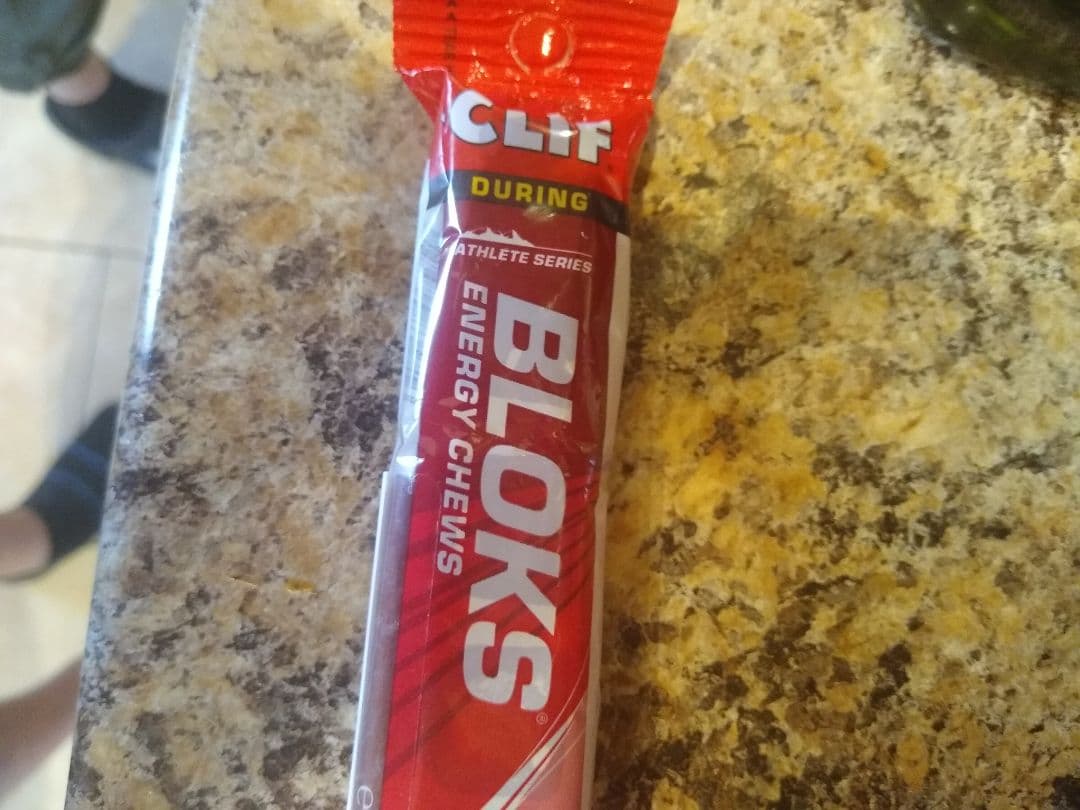 CLIF
DURING
ATHLETE SERIES
BLOKS®
ENERGY CHEWS